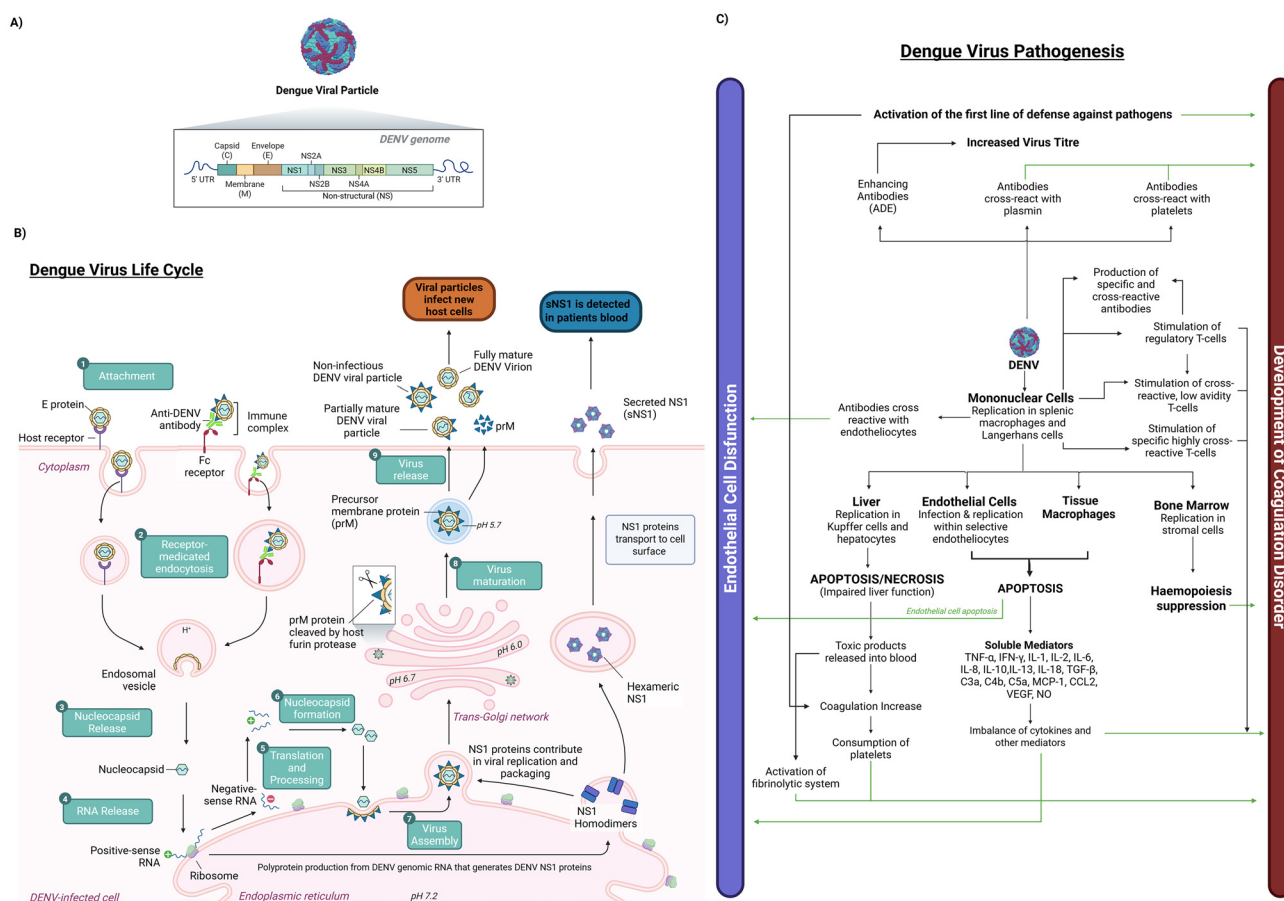 A)
Dengue Viral Particle
DENV genome
Capsid
(C)
Envelope
(E)
NS2A
NS1
NS3
NS4B
NS5
5' UTR
3' UTR
Membrane
(M)
NS2B
NS4A
Non-structural (NS)
B)
Dengue Virus Life Cycle
Viral particles
infect new
host cells
sNS1 is detected
in patients blood
1
Attachment
E protein
Host receptor
Anti-DENV
antibody
Immune
complex
Fc
receptor
Cytoplasm
Non-infectious
DENV viral particle
Fully mature
DENV Virion
Partially mature
DENV viral
particle
prM
Secreted NS1
(sNS1)
9
Virus
release
Precursor
membrane protein
(prM)
pH 5.7
NS1 proteins
transport to cell
surface
2
Receptor-
medicated
endocytosis
8
Virus
maturation
prM protein
cleaved by host
furin protease
pH 6.0
pH 6.7
Trans-Golgi network
H⁺
Endosomal
vesicle
Hexameric
NS1
3
Nucleocapsid
Release
6
Nucleocapsid
formation
5
Translation
and
Processing
Nucleocapsid
Negative-
sense RNA
NS1 proteins contribute
in viral replication and
packaging
4
RNA Release
7
Virus
Assembly
NS1
Homodimers
Positive-sense
RNA
Ribosome
Polyprotein production from DENV genomic RNA that generates DENV NS1 proteins
DENV-infected cell
Endoplasmic reticulum
pH 7.2
C)
Dengue Virus Pathogenesis
Endothelial Cell Disfunction
Development of Coagulation Disorder
Activation of the first line of defense against pathogens
Increased Virus Titre
Enhancing
Antibodies
(ADE)
Antibodies
cross-react with
plasmin
Antibodies
cross-react with
platelets
Production of
specific and
cross-reactive
antibodies
DENV
Stimulation of
regulatory T-cells
Mononuclear Cells
Replication in splenic
macrophages and
Langerhans cells
Stimulation of cross-
reactive, low avidity
T-cells
Antibodies cross
reactive with
endotheliocytes
Stimulation of
specific highly cross-
reactive T-cells
Liver
Replication in
Kupffer cells and
hepatocytes
Endothelial Cells
Infection & replication
within selective
endotheliocytes
Tissue
Macrophages
Bone Marrow
Replication in
stromal cells
APOPTOSIS/NECROSIS
(Impaired liver function)
APOPTOSIS
Haemopoiesis
suppression
Endothelial cell apoptosis
Toxic products
released into blood
Soluble Mediators
TNF-α, IFN-γ, IL-1, IL-2, IL-6,
IL-8, IL-10,IL-13, IL-18, TGF-β,
C3a, C4b, C5a, MCP-1, CCL2,
VEGF, NO
Coagulation Increase
Imbalance of cytokines and
other mediators
Consumption of
platelets
Activation of
fibrinolytic system